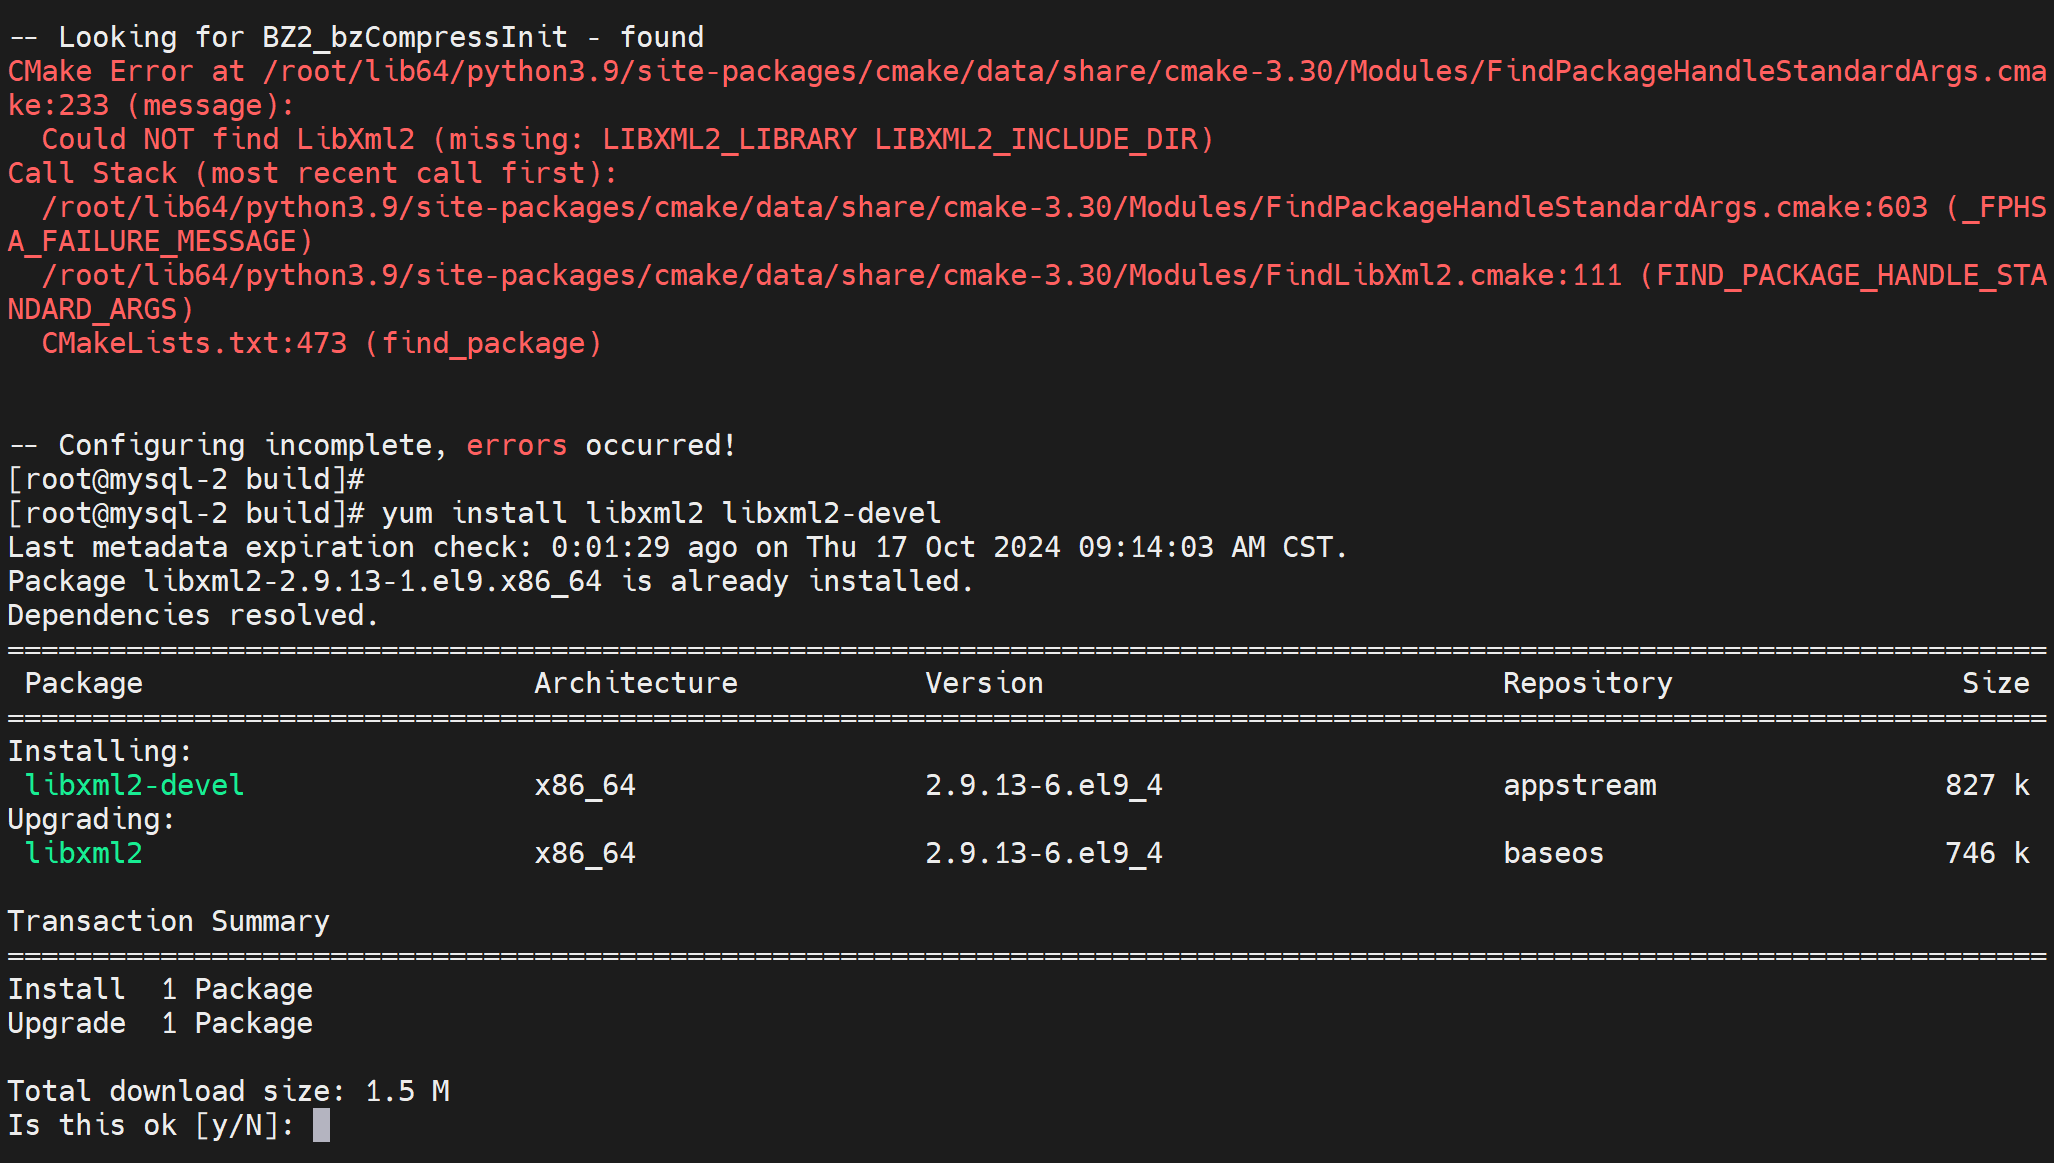 -- Looking for BZ2_bzCompressInit - found
CMake Error at /root/lib64/python3.9/site-packages/cmake/data/share/cmake-3.30/Modules/FindPackageHandleStandardArgs.cma
ke:233 (message):
  Could NOT find LibXml2 (missing: LIBXML2_LIBRARY LIBXML2_INCLUDE_DIR)
Call Stack (most recent call first):
  /root/lib64/python3.9/site-packages/cmake/data/share/cmake-3.30/Modules/FindPackageHandleStandardArgs.cmake:603 (_FPHS
A_FAILURE_MESSAGE)
  /root/lib64/python3.9/site-packages/cmake/data/share/cmake-3.30/Modules/FindLibXml2.cmake:111 (FIND_PACKAGE_HANDLE_STA
NDARD_ARGS)
  CMakeLists.txt:473 (find_package)
-- Configuring incomplete, errors occurred!
[root@mysql-2 build]#
[root@mysql-2 build]# yum install libxml2 libxml2-devel
Last metadata expiration check: 0:01:29 ago on Thu 17 Oct 2024 09:14:03 AM CST.
Package libxml2-2.9.13-1.el9.x86_64 is already installed.
Dependencies resolved.
========================================================================================================================
 Package                       Architecture           Version                           Repository                 Size
========================================================================================================================
Installing:
 libxml2-devel                 x86_64                 2.9.13-6.el9_4                    appstream                 827 k
Upgrading:
 libxml2                       x86_64                 2.9.13-6.el9_4                    baseos                    746 k
Transaction Summary
========================================================================================================================
Install  1 Package
Upgrade  1 Package
Total download size: 1.5 M
Is this ok [y/N]: